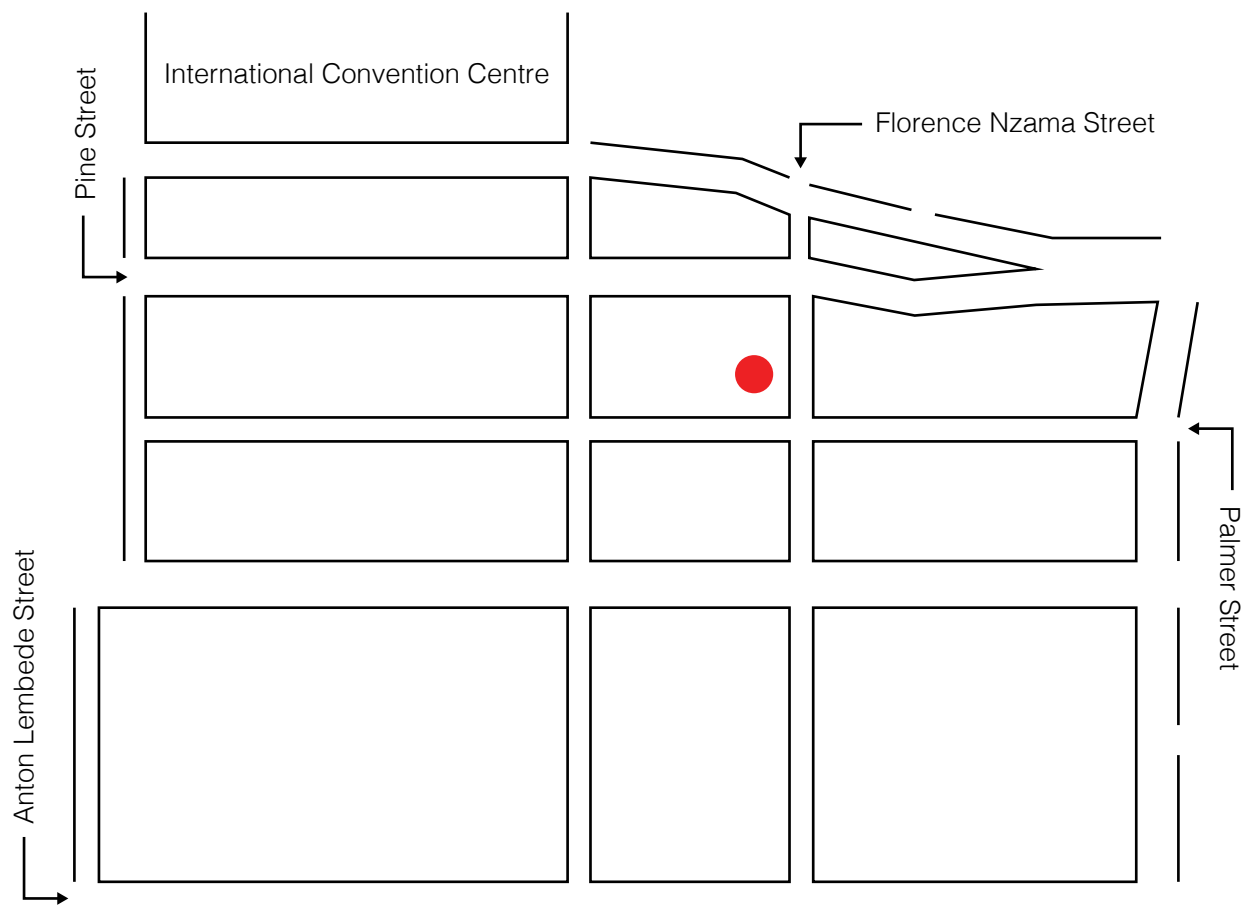 International Convention Centre
Pine Street
Florence Nzama Street
Palmer Street
Anton Lembede Street